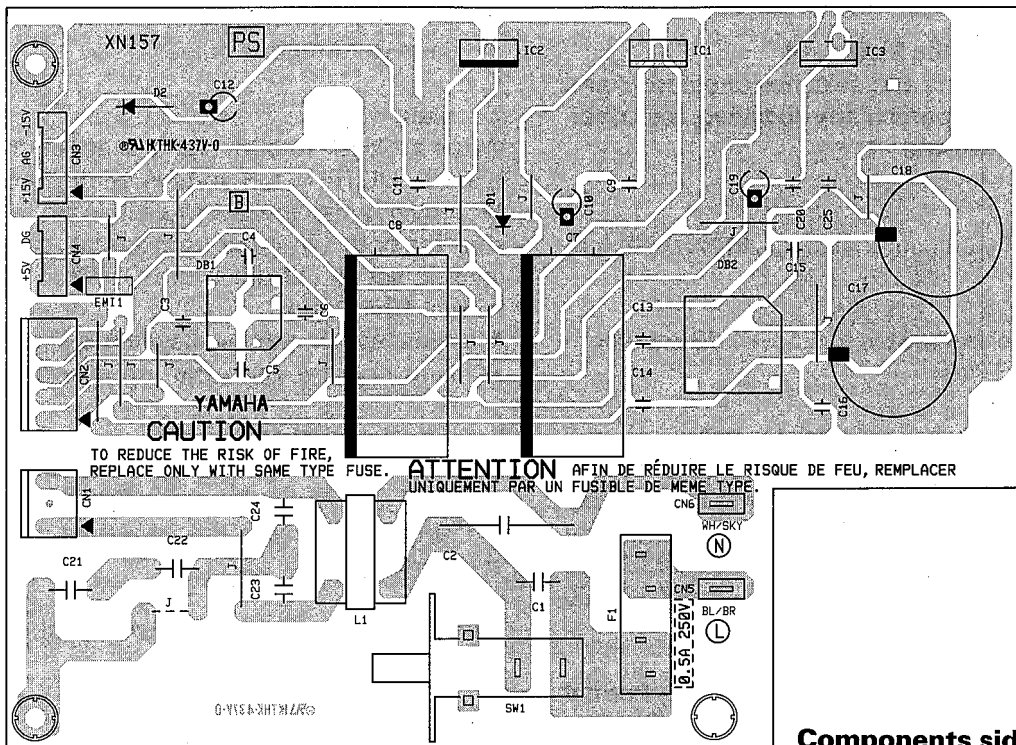 XN157
PS
IC2
IC1
IC3
C12
D2
HKTHK-437V-0
-15V
AG
+15V
CN3
C11
J
D1
J
C10
C9
C19
C20
C25
J
C18
B
DG
+5V
CN4
J
J
C4
C8
C7
J
DB2
C15
EMI1
DB1
C3
C6
C13
C17
J
CN2
J
J
J
C5
J
J
J
C14
C16
YAMAHA
CAUTION
TO REDUCE THE RISK OF FIRE,
REPLACE ONLY WITH SAME TYPE FUSE.
ATTENTION AFIN DE RÉDUIRE LE RISQUE DE FEU, REMPLACER
UNIQUEMENT PAR UN FUSIBLE DE MEME TYPE.
CN1
C24
CN6
WH/SKY
N
C21
C22
J
C23
C2
C1
CN5
BL/BR
L
J
L1
F1
0.5A 250V
SW1
HKTHK-437V-0
Components sid